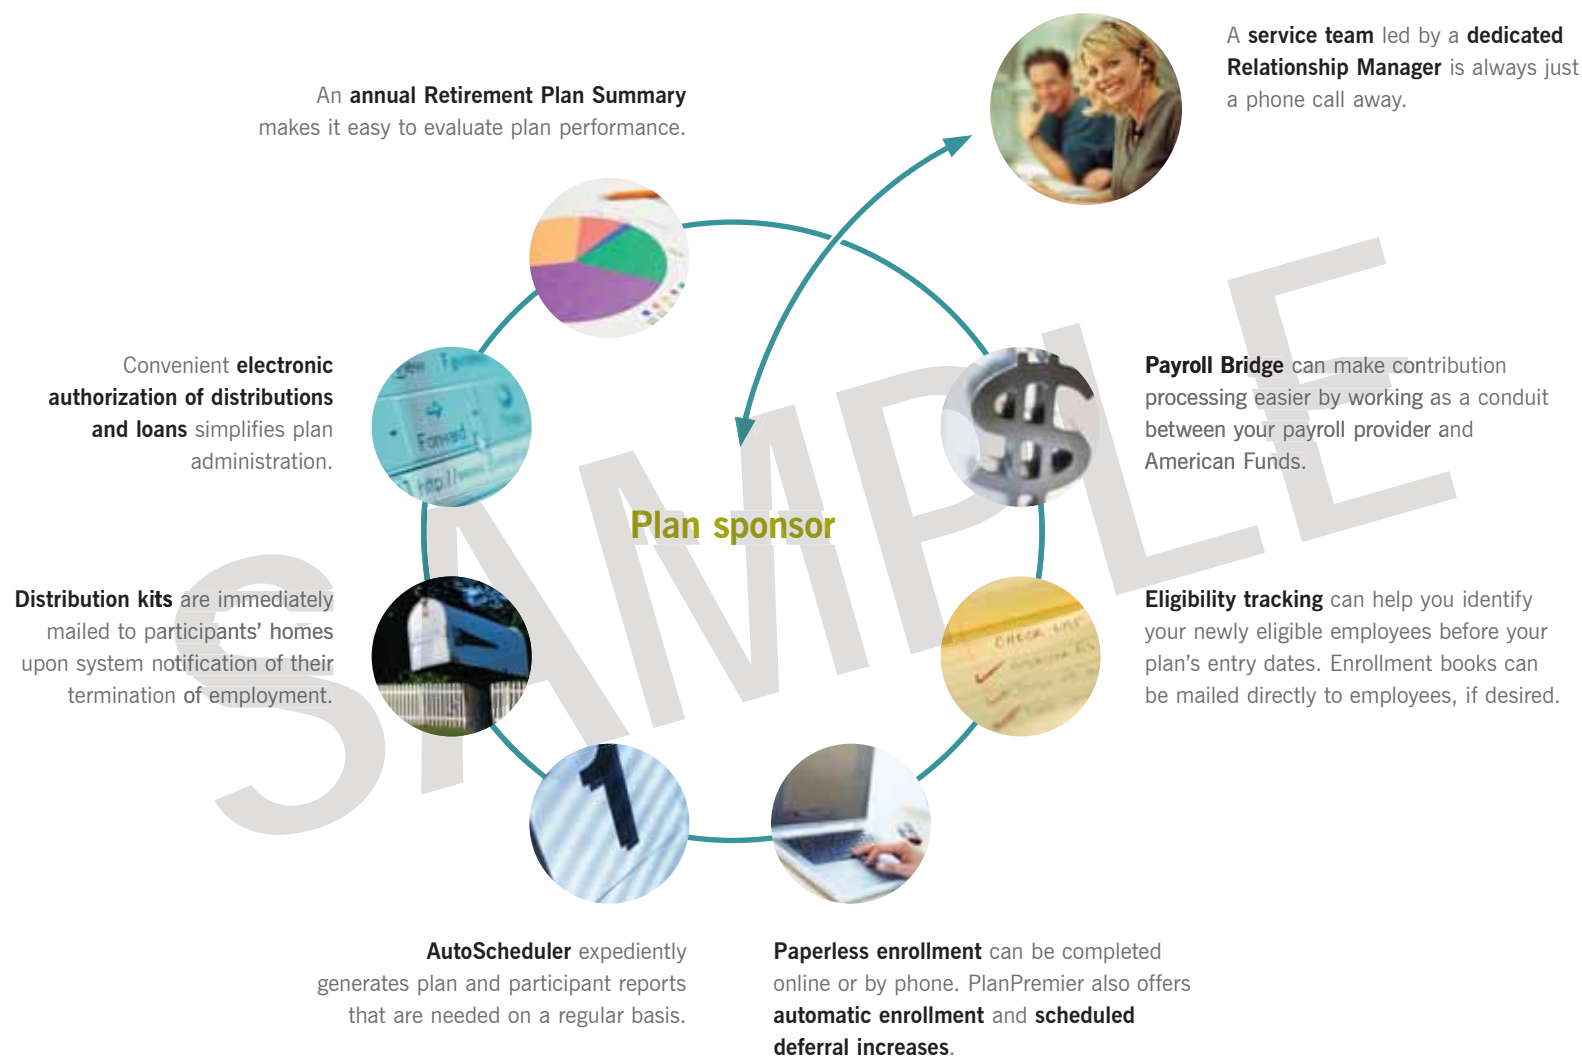 A service team led by a dedicated
Relationship Manager is always just
a phone call away.
An annual Retirement Plan Summary
makes it easy to evaluate plan performance.
Convenient electronic
authorization of distributions
and loans simplifies plan
administration.
Forward
http://
Payroll Bridge can make contribution
processing easier by working as a conduit
between your payroll provider and
American Funds.
$
Plan sponsor
SAMPLE
Distribution kits are immediately
mailed to participants’ homes
upon system notification of their
termination of employment.
Eligibility tracking can help you identify
your newly eligible employees before your
plan’s entry dates. Enrollment books can
be mailed directly to employees, if desired.
CHECK LIST
1
AutoScheduler expediently
generates plan and participant reports
that are needed on a regular basis.
Paperless enrollment can be completed
online or by phone. PlanPremier also offers
automatic enrollment and scheduled
deferral increases.